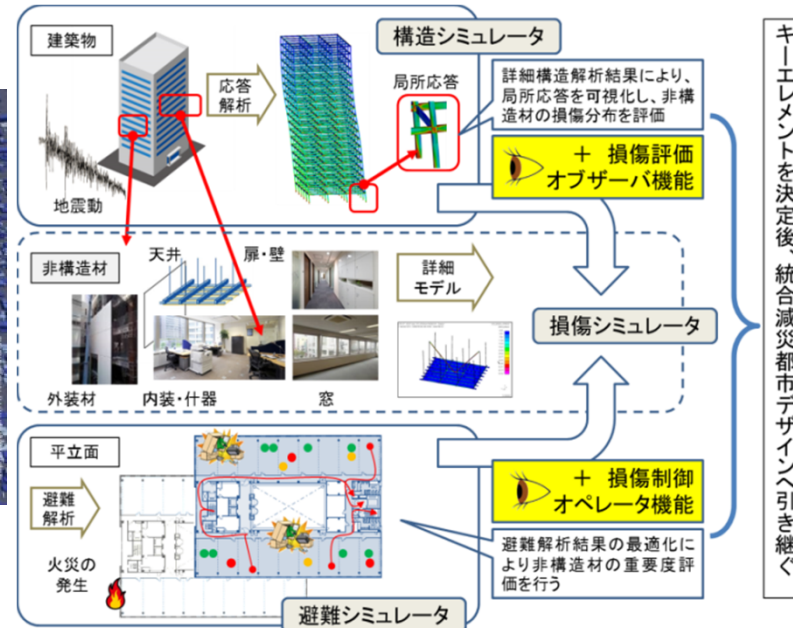 建築物
構造シミュレータ
応答
解析
局所応答
地震動
詳細構造解析結果により、
局所応答を可視化し、非構
造材の損傷分布を評価
+ 損傷評価
オブザーバ機能
非構造材
天井
扉・壁
外装材
内装・什器
窓
詳細
モデル
損傷シミュレータ
平立面
避難
解析
火災の
発生
避難シミュレータ
+ 損傷制御
オペレータ機能
避難解析結果の最適化に
より非構造材の重要度評
価を行う
キーエレメントを決定後、統合減災都市デザインへ引き継ぐ